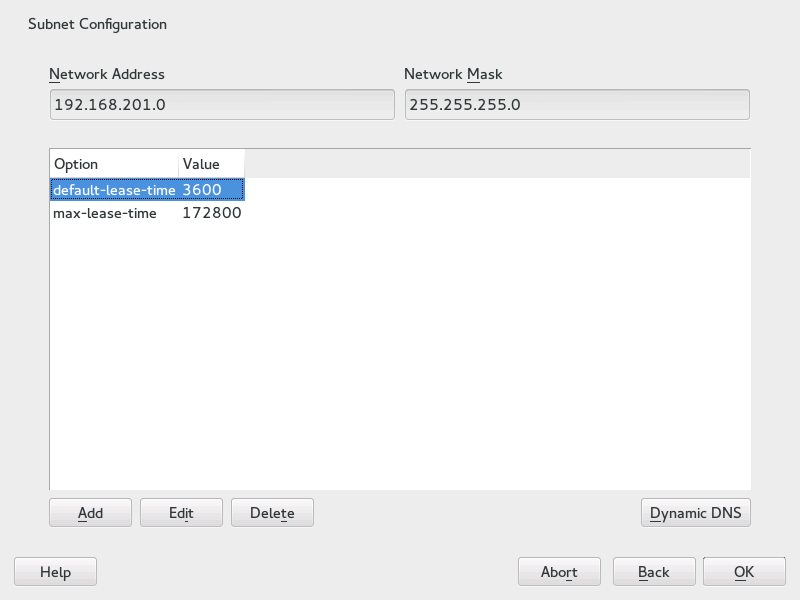 Subnet Configuration
Network Address Network Mask
192.168.201.0 255.255.255.0
Option Value
default-lease-time 3600
max-lease-time 172800
Add Edit Delete Dynamic DNS
Help Abort Back OK